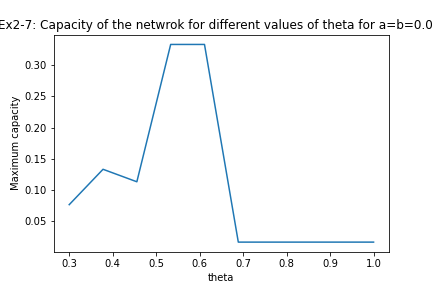 Ex2-7: Capacity of the netwrok for different values of theta for a=b=0.0
0.30
0.25
0.20
0.15
0.10
0.05
Maximum capacity
0.3 0.4 0.5 0.6 0.7 0.8 0.9 1.0
theta